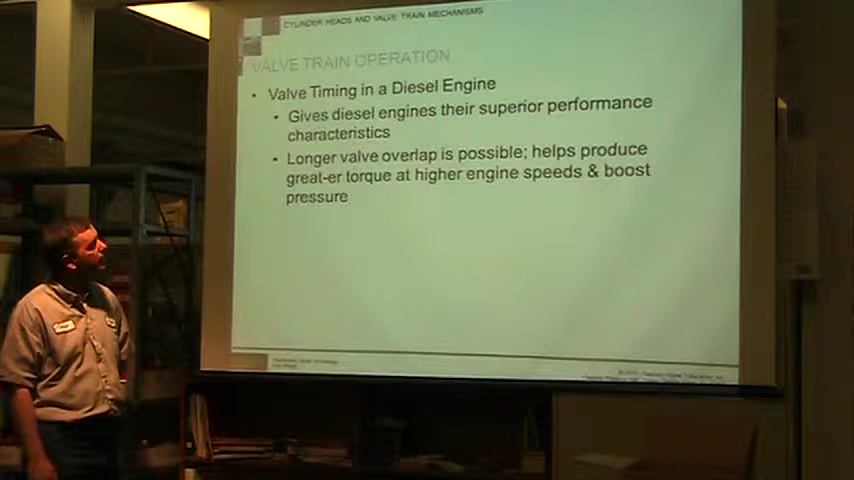 CYLINDER HEADS AND VALVE TRAIN MECHANISMS
VALVE TRAIN OPERATION
• Valve Timing in a Diesel Engine
• Gives diesel engines their superior performance
characteristics
• Longer valve overlap is possible; helps produce
great-er torque at higher engine speeds & boost
pressure